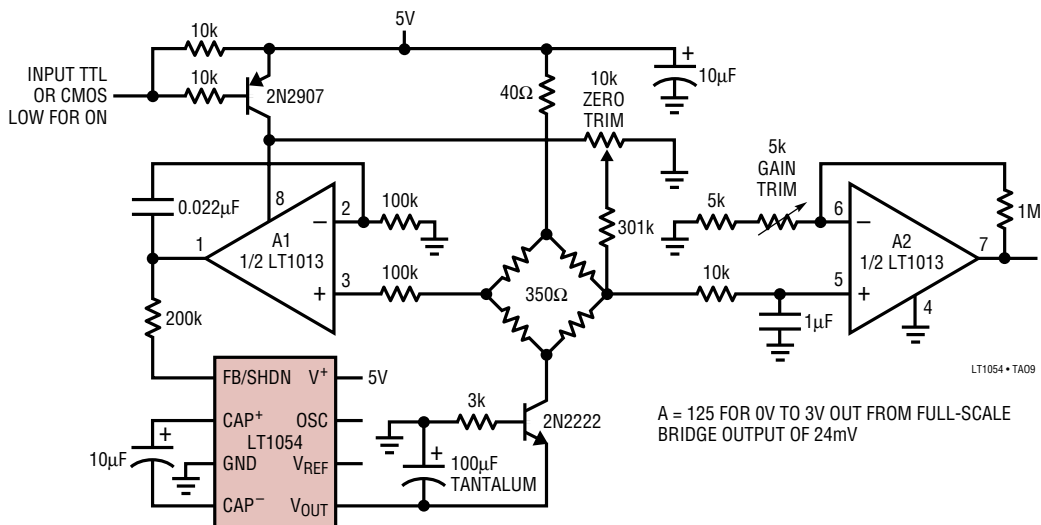 5V
10k
INPUT TTL
OR CMOS
LOW FOR ON
10k
2N2907
40Ω
10k
ZERO
TRIM
+
10µF
5k
GAIN
TRIM
0.022µF
8
2
100k
1
A1
1/2 LT1013
–
+
3
100k
301k
5k
6
–
A2
1/2 LT1013
7
1M
350Ω
10k
5
+
4
1µF
200k
LT1054 • TA09
FB/SHDN
V+
5V
CAP+
OSC
LT1054
+
10µF
GND
VREF
CAP–
VOUT
3k
2N2222
+
100µF
TANTALUM
A = 125 FOR 0V TO 3V OUT FROM FULL-SCALE
BRIDGE OUTPUT OF 24mV